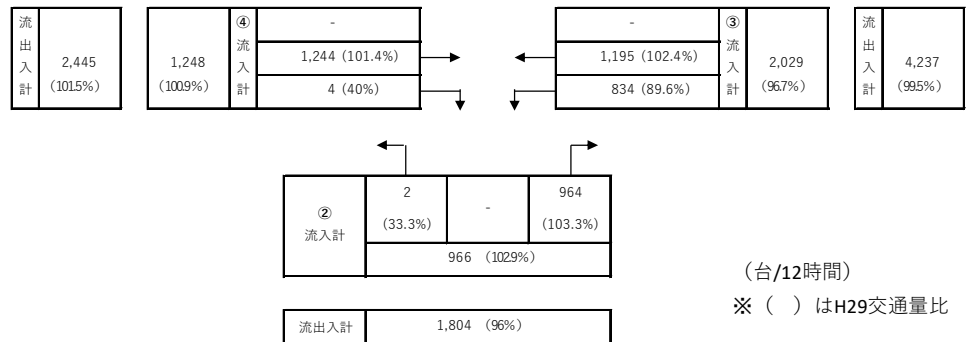 流出入計
2,445
(101.5%)
1,248
(100.9%)
④流入計
-
1,244 (101.4%)
4 (40%)
-
1,195 (102.4%)
834 (89.6%)
③流入計
2,029
(96.7%)
流出入計
4,237
(99.5%)
②
流入計
2
(33.3%)
-
964
(103.3%)
966 (102.9%)
流出入計
1,804 (96%)
（台/12時間）
※（　）はH29交通量比